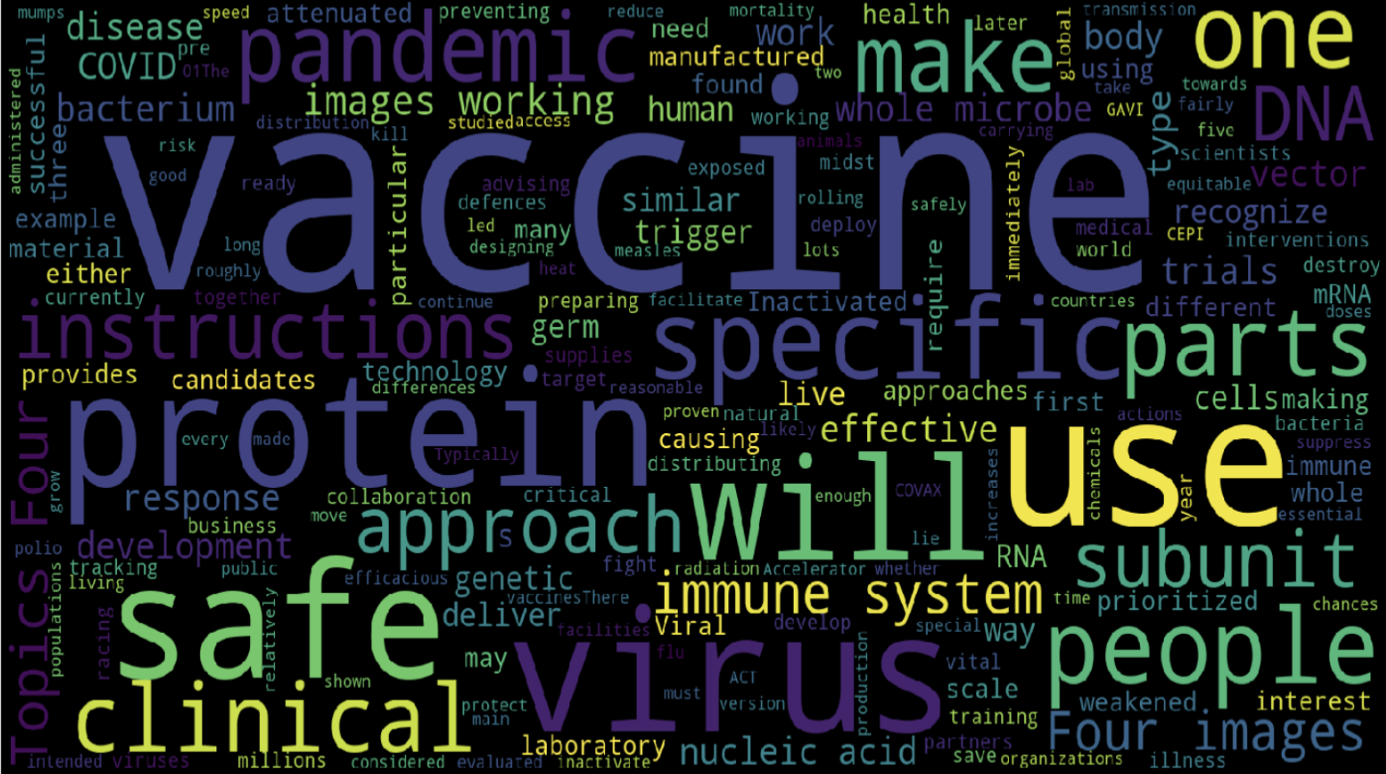 mumps
speed
attenuated
preventing
reduce
mortality
health
later
transmission
disease
pandemic
need
work
make
global
body
one
COVID
pre
01The
manufactured
found
two
using
towards
administered
successful
three
bacterium
images working
human
working
whole microbe
take
GAVI
type
fairly
DNA
distribution
kill
studied
access
animals
carrying
five
scientists
vaccine
risk
good
ready
particular
advising
exposed
midst
rolling
safely
immediately
lab
equitable
vector
example
defences
similar
deploy
medical
recognize
led
many
trigger
material
long
designing
measles
lots
world
CEPI
interventions
either
roughly
heat
trials
destroy
currently
together
continue
preparing
facilitate
Inactivated
require
countries
different
mRNA
doses
instructions
germ
specific
parts
supplies
provides
candidates
technology
target
reasonable
differences
live
approaches
first
cells
making
protein
proven
natural
likely
effective
actions
bacteria
every
made
causing
use
suppress
Typically
distributing
will
increases
chemicals
year
immune
Topics Four
grow
response
collaboration
critical
enough
COVAX
whole
business
move
approach
s
lie
essential
polio
development
fight
RNA
subunit
populations
tracking
public
efficacious
genetic
radiation
Accelerator
whether
living
safe
vaccinesThere
immune system
time
prioritized
chances
racing
relatively
deliver
facilities
Viral
develop
special
way
people
may
virus
flu
production
vital
shown
must
ACT
version
scale
weakened
interest
clinical
protect
main
training
Four images
laboratory
nucleic acid
partners
intended
viruses
millions
considered
evaluated
inactivate
save
organizations
illness